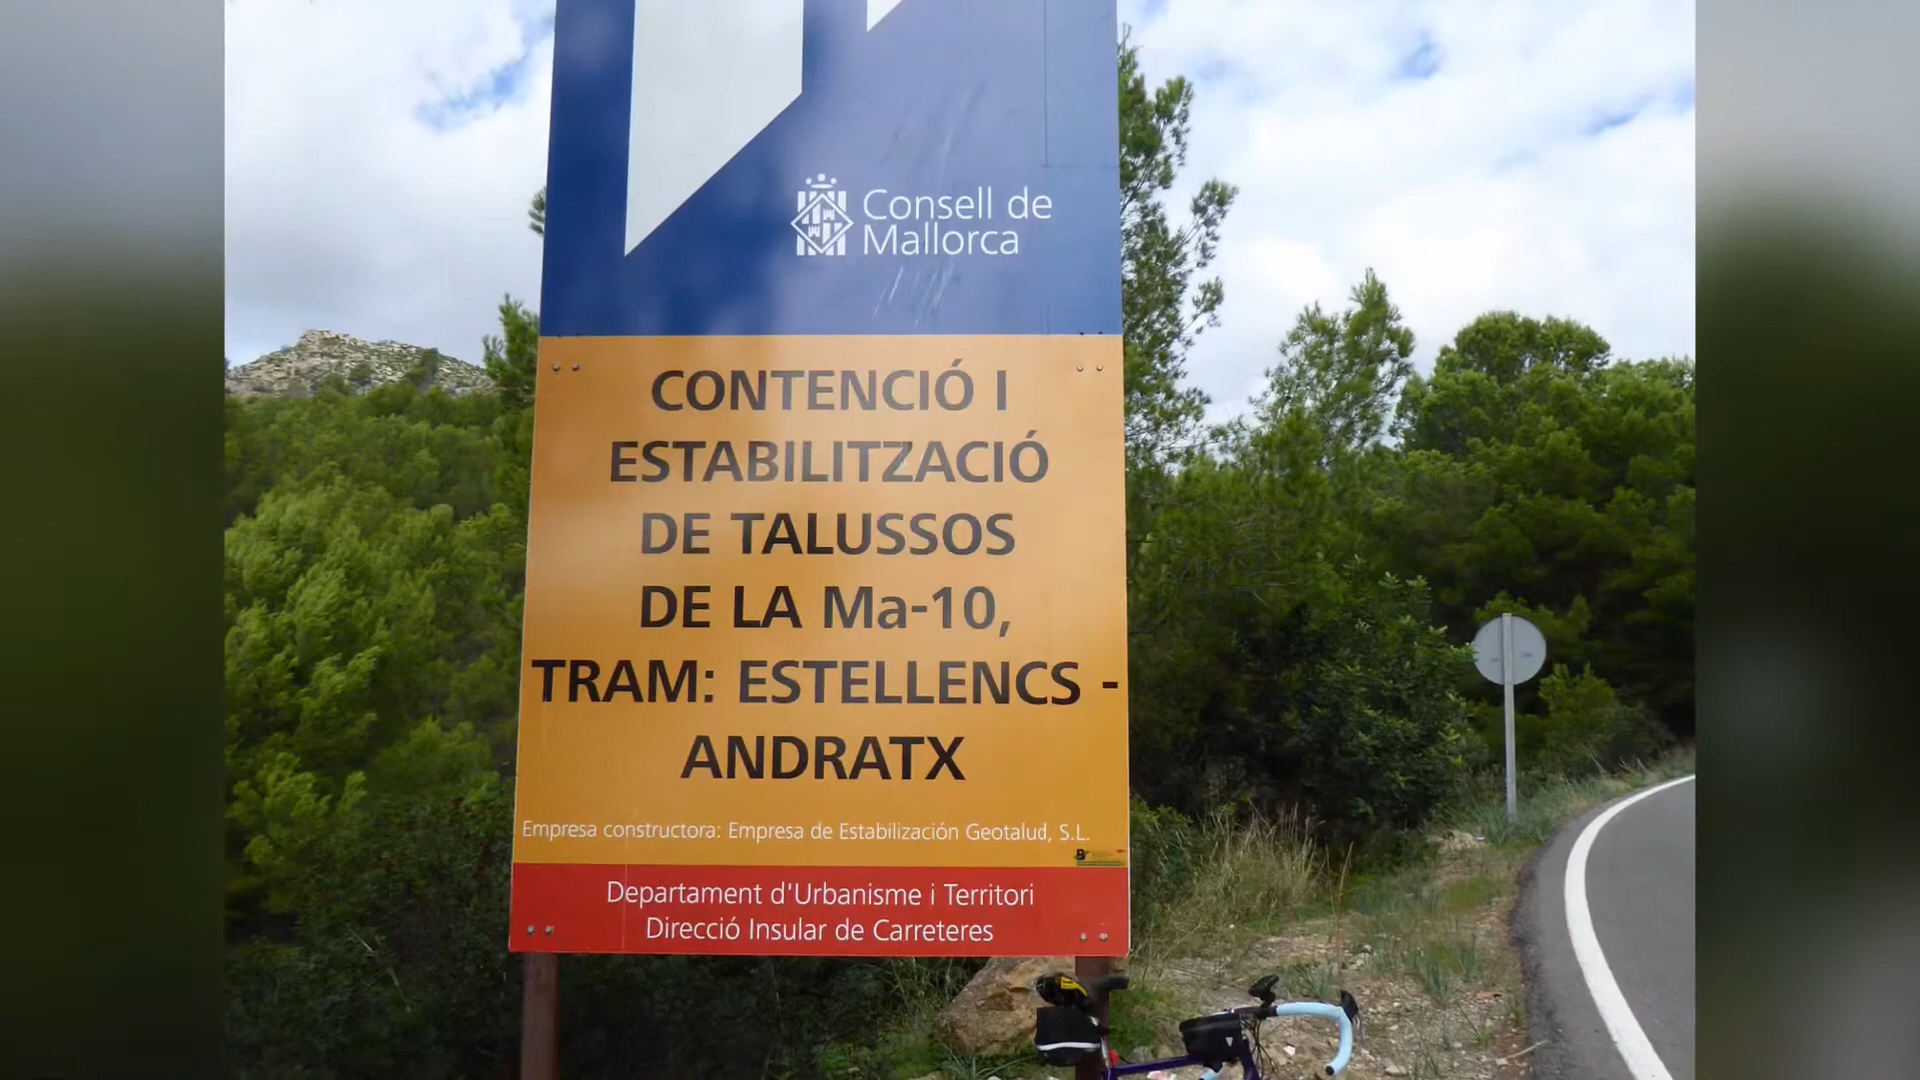 Consell de
Mallorca
CONTENCIÓ I
ESTABILITZACIÓ
DE TALUSSOS
DE LA Ma-10,
TRAM: ESTELLENCS -
ANDRATX
Empresa constructora: Empresa de Estabilización Geotalud, S.L.
Departament d'Urbanisme i Territori
Direcció Insular de Carreteres